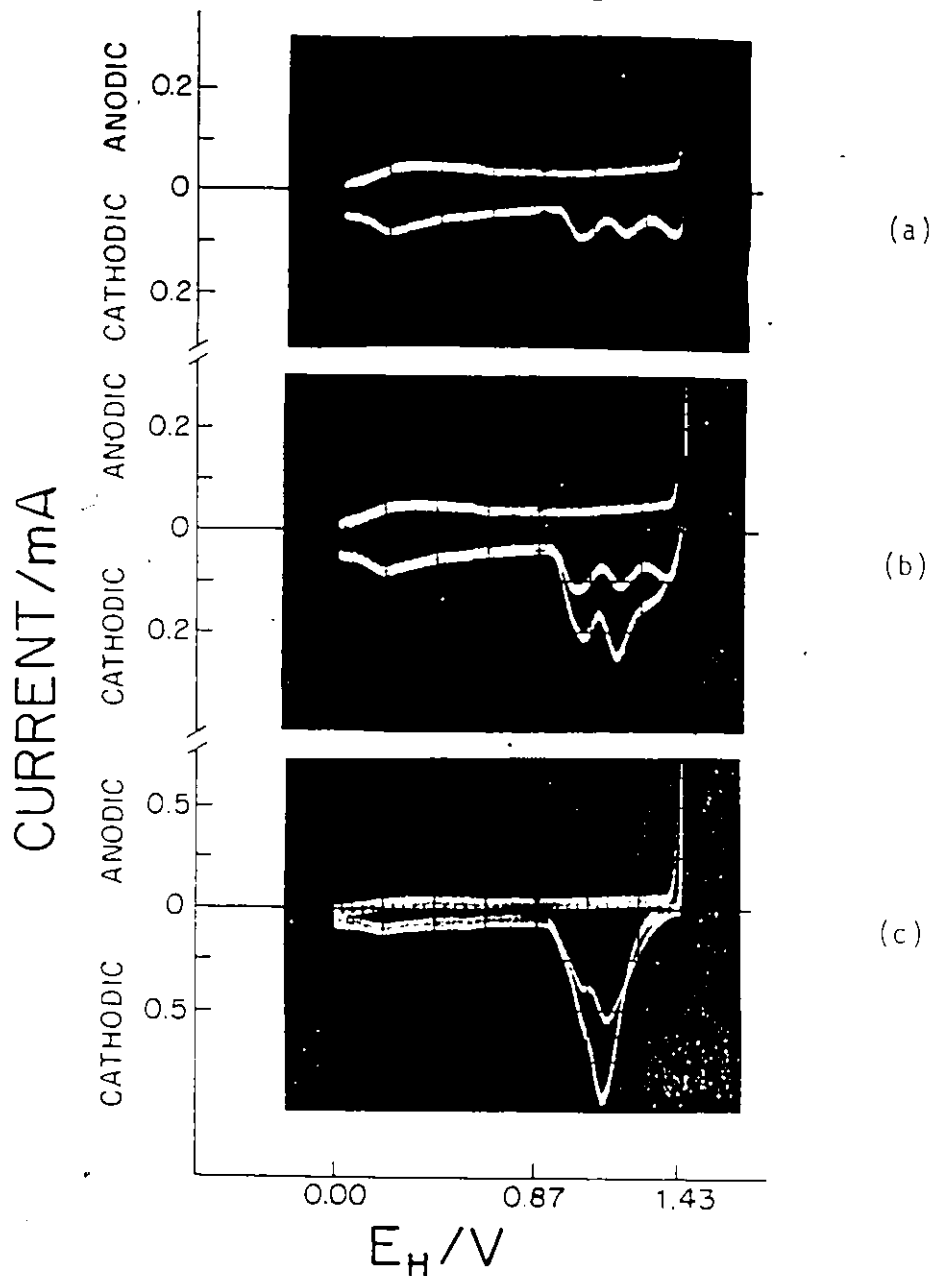 CURRENT/mA
ANODIC
CATHODIC
0.2
0
0.2
(a)
ANODIC
CATHODIC
0.2
0
0.2
(b)
ANODIC
CATHODIC
0.5
0
0.5
(c)
0.00 0.87 1.43
E_H/V